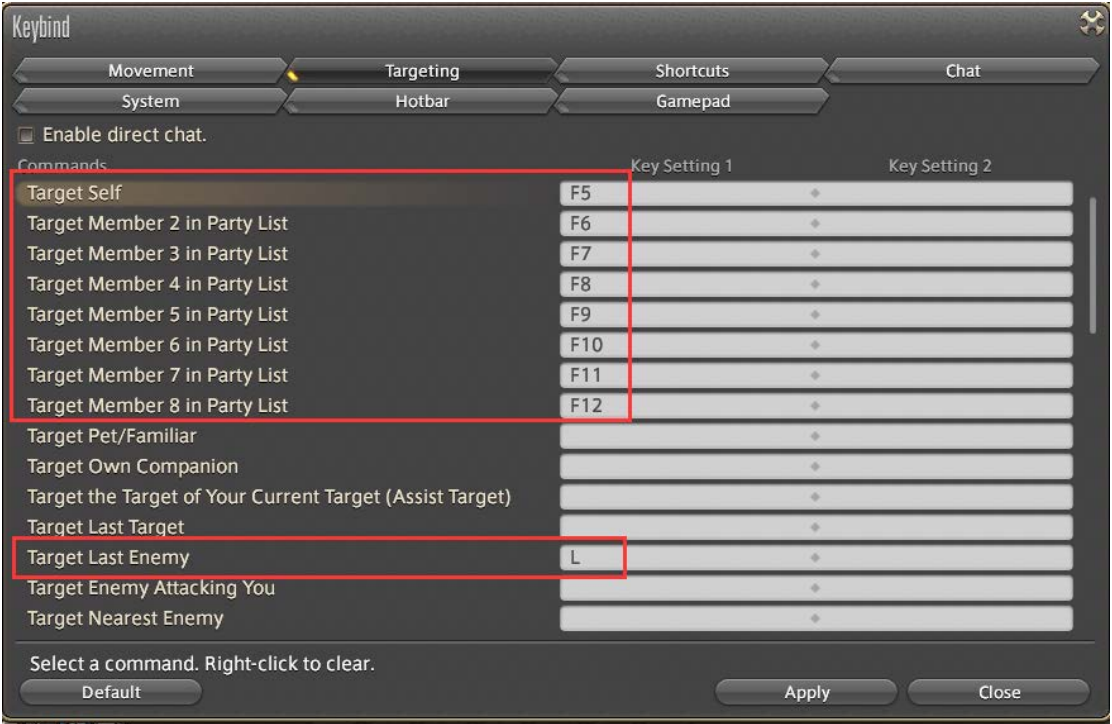 Keybind
Movement Targeting Shortcuts Chat
System Hotbar Gamepad
Enable direct chat.
Commands Key Setting 1 Key Setting 2
Target Self F5
Target Member 2 in Party List F6
Target Member 3 in Party List F7
Target Member 4 in Party List F8
Target Member 5 in Party List F9
Target Member 6 in Party List F10
Target Member 7 in Party List F11
Target Member 8 in Party List F12
Target Pet/Familiar
Target Own Companion
Target the Target of Your Current Target (Assist Target)
Target Last Target
Target Last Enemy L
Target Enemy Attacking You
Target Nearest Enemy
Select a command. Right-click to clear.
Default Apply Close